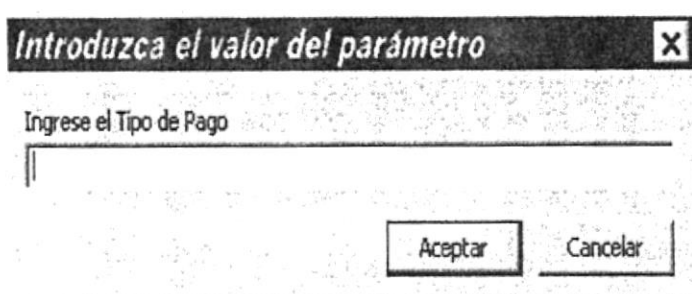 Introduzca el valor del parámetro
Ingrese el Tipo de Pago
Aceptar Cancelar